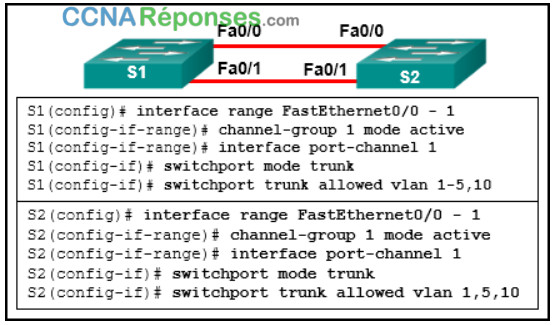 CCNA Réponses.com
Fa0/0 Fa0/0
S1 Fa0/1 Fa0/1 S2
S1(config)# interface range FastEthernet0/0 - 1
S1(config-if-range)# channel-group 1 mode active
S1(config-if-range)# interface port-channel 1
S1(config-if)# switchport mode trunk
S1(config-if)# switchport trunk allowed vlan 1-5,10
S2(config)# interface range FastEthernet0/0 - 1
S2(config-if-range)# channel-group 1 mode active
S2(config-if-range)# interface port-channel 1
S2(config-if)# switchport mode trunk
S2(config-if)# switchport trunk allowed vlan 1,5,10